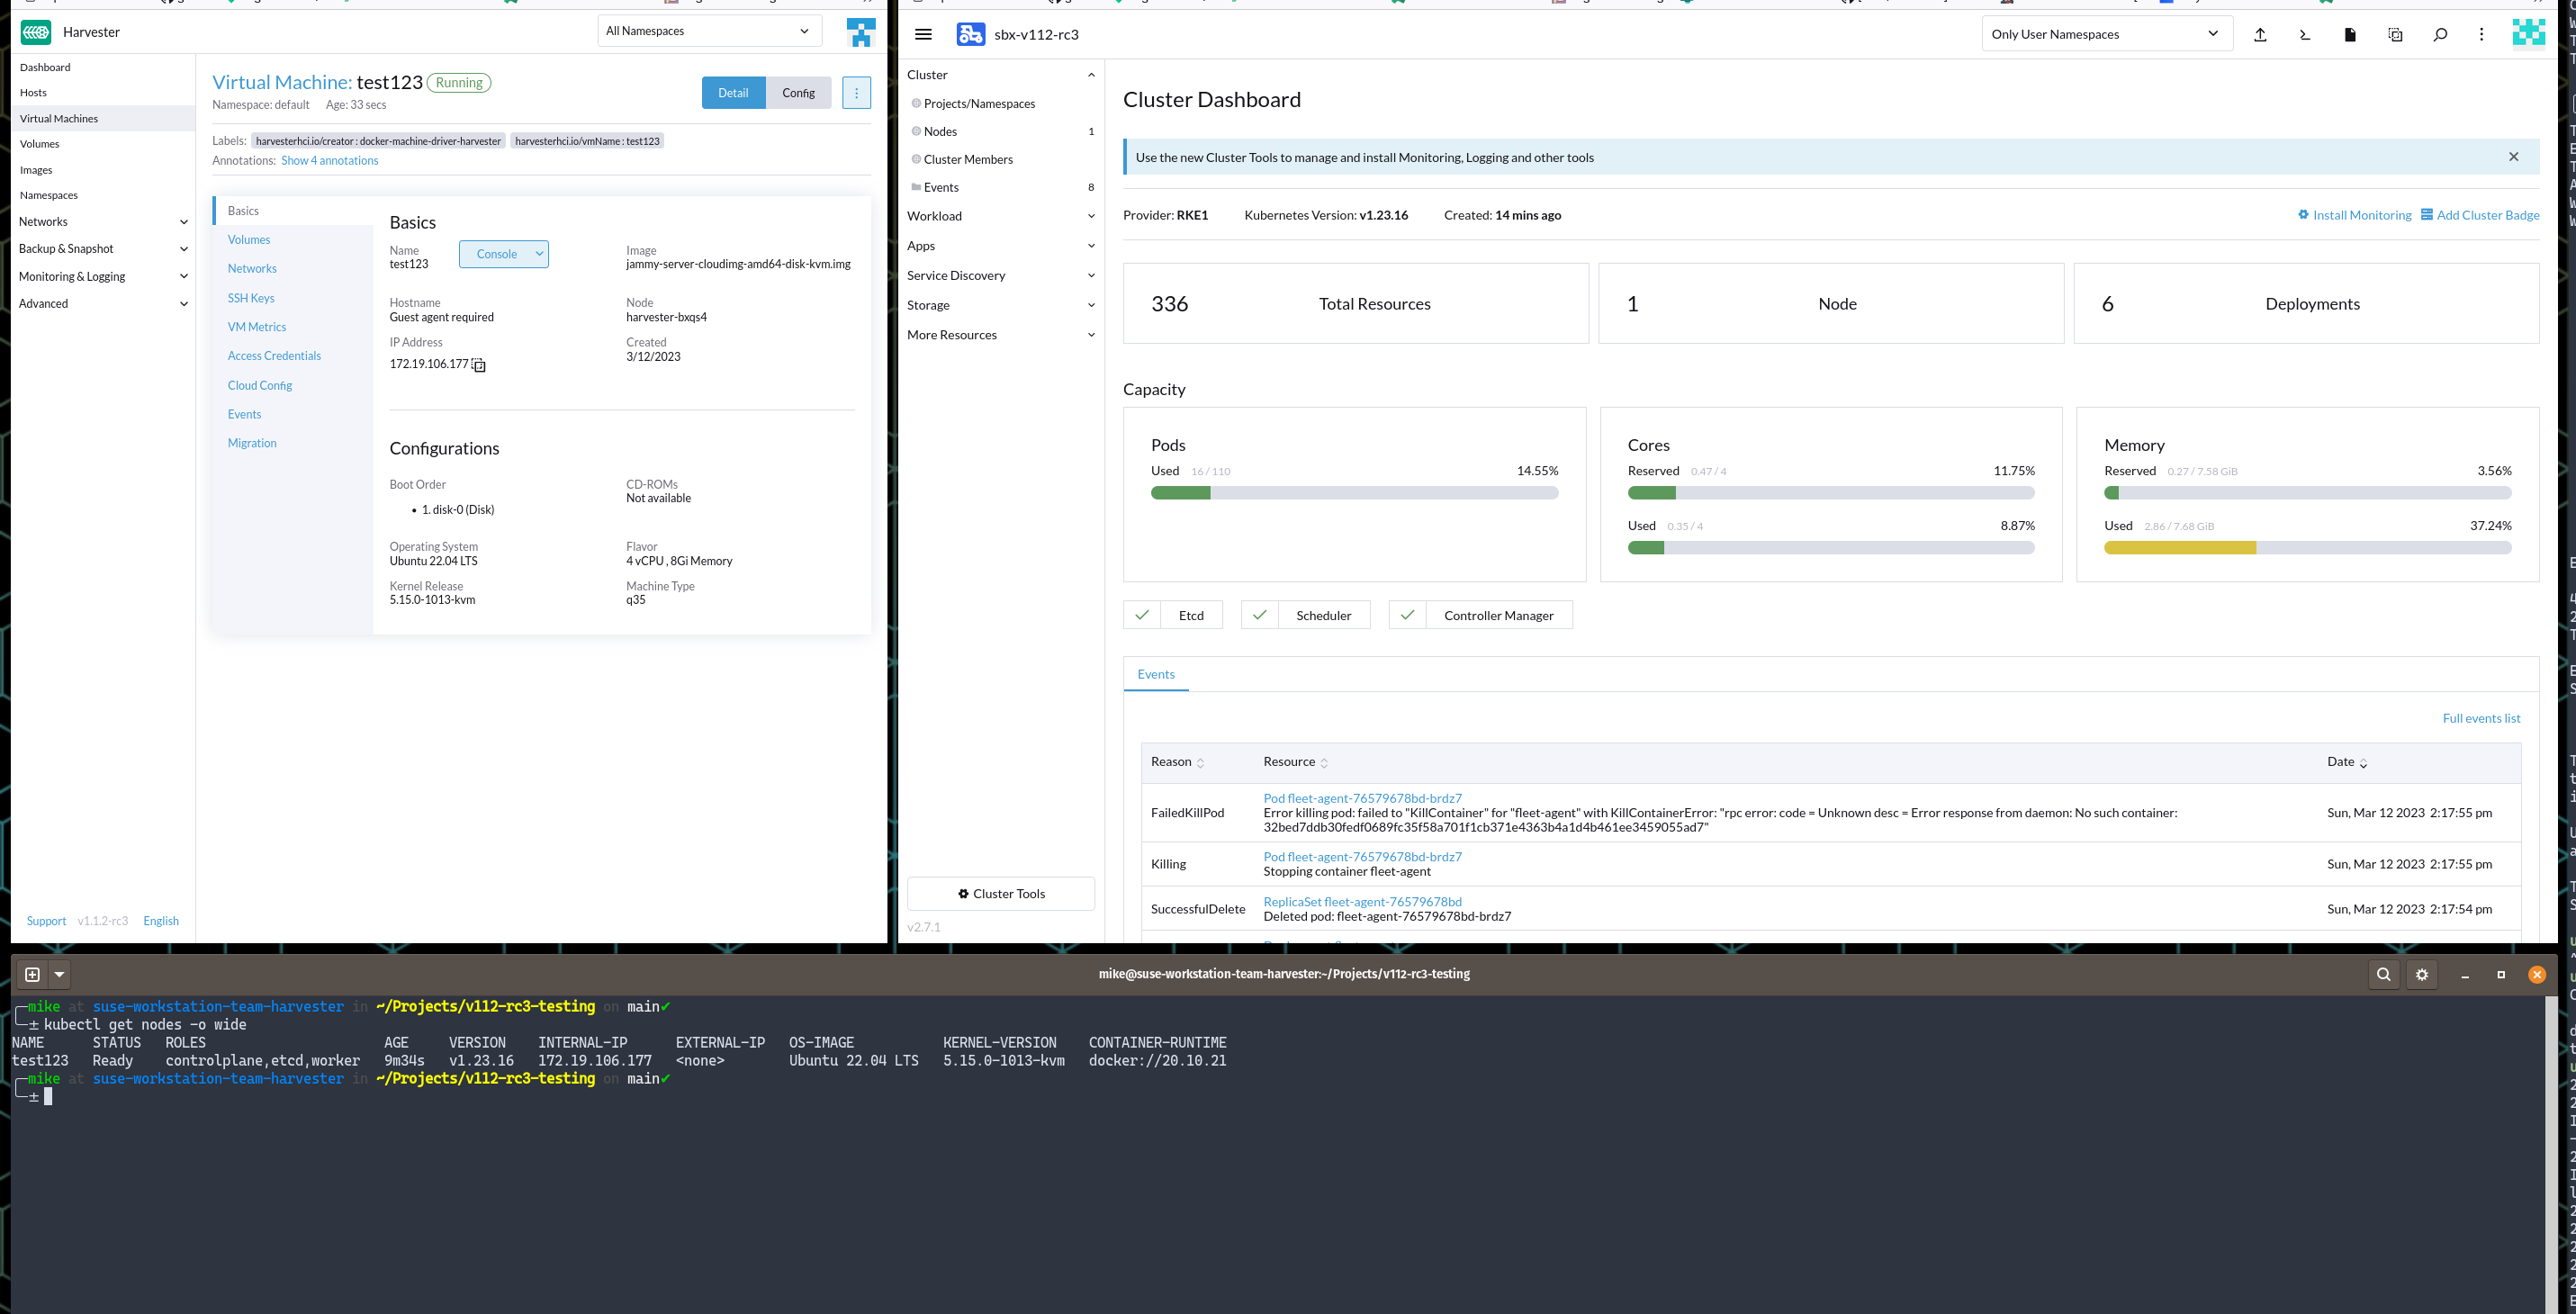 Harvester
All Namespaces
Dashboard
Hosts
Virtual Machines
Volumes
Images
Namespaces
Networks
Backup & Snapshot
Monitoring & Logging
Advanced
Support v1.1.2-rc3 English
Virtual Machine: test123 Running
Namespace: default Age: 33 secs
Detail Config
Labels: harvesterhci.io/creator : docker-machine-driver-harvester harvesterhci.io/vmName : test123
Annotations: Show 4 annotations
Basics
Volumes
Networks
SSH Keys
VM Metrics
Access Credentials
Cloud Config
Events
Migration
Basics
Name
test123
Console
Image
jammy-server-cloudimg-amd64-disk-kvm.img
Hostname
Guest agent required
Node
harvester-bxqs4
IP Address
172.19.106.177
Created
3/12/2023
Configurations
Boot Order
• 1. disk-0 (Disk)
CD-ROMs
Not available
Operating System
Ubuntu 22.04 LTS
Flavor
4 vCPU , 8Gi Memory
Kernel Release
5.15.0-1013-kvm
Machine Type
q35
sbx-v112-rc3
Only User Namespaces
Cluster
Projects/Namespaces
Nodes 1
Cluster Members
Events 8
Workload
Apps
Service Discovery
Storage
More Resources
Cluster Tools
v2.7.1
Cluster Dashboard
Use the new Cluster Tools to manage and install Monitoring, Logging and other tools
Provider: RKE1 Kubernetes Version: v1.23.16 Created: 14 mins ago
Install Monitoring Add Cluster Badge
336 Total Resources
1 Node
6 Deployments
Capacity
Pods
Used 16 / 110 14.55%
Cores
Reserved 0.47 / 4 11.75%
Used 0.35 / 4 8.87%
Memory
Reserved 0.27 / 7.58 GiB 3.56%
Used 2.86 / 7.68 GiB 37.24%
Etcd
Scheduler
Controller Manager
Events
Full events list
Reason Resource Date
FailedKillPod
Pod fleet-agent-76579678bd-brdz7
Error killing pod: failed to "KillContainer" for "fleet-agent" with KillContainerError: "rpc error: code = Unknown desc = Error response from daemon: No such container:
32bed7ddb30fedf0689fc35f58a701f1cb371e4363b4a1d4b461ee3459055ad7"
Sun, Mar 12 2023 2:17:55 pm
Killing
Pod fleet-agent-76579678bd-brdz7
Stopping container fleet-agent
Sun, Mar 12 2023 2:17:55 pm
SuccessfulDelete
ReplicaSet fleet-agent-76579678bd
Deleted pod: fleet-agent-76579678bd-brdz7
Sun, Mar 12 2023 2:17:54 pm
mike@suse-workstation-team-harvester:~/Projects/v112-rc3-testing
mike at suse-workstation-team-harvester in ~/Projects/v112-rc3-testing on main✔
± kubectl get nodes -o wide
NAME STATUS ROLES AGE VERSION INTERNAL-IP EXTERNAL-IP OS-IMAGE KERNEL-VERSION CONTAINER-RUNTIME
test123 Ready controlplane,etcd,worker 9m34s v1.23.16 172.19.106.177 <none> Ubuntu 22.04 LTS 5.15.0-1013-kvm docker://20.10.21
mike at suse-workstation-team-harvester in ~/Projects/v112-rc3-testing on main✔
±